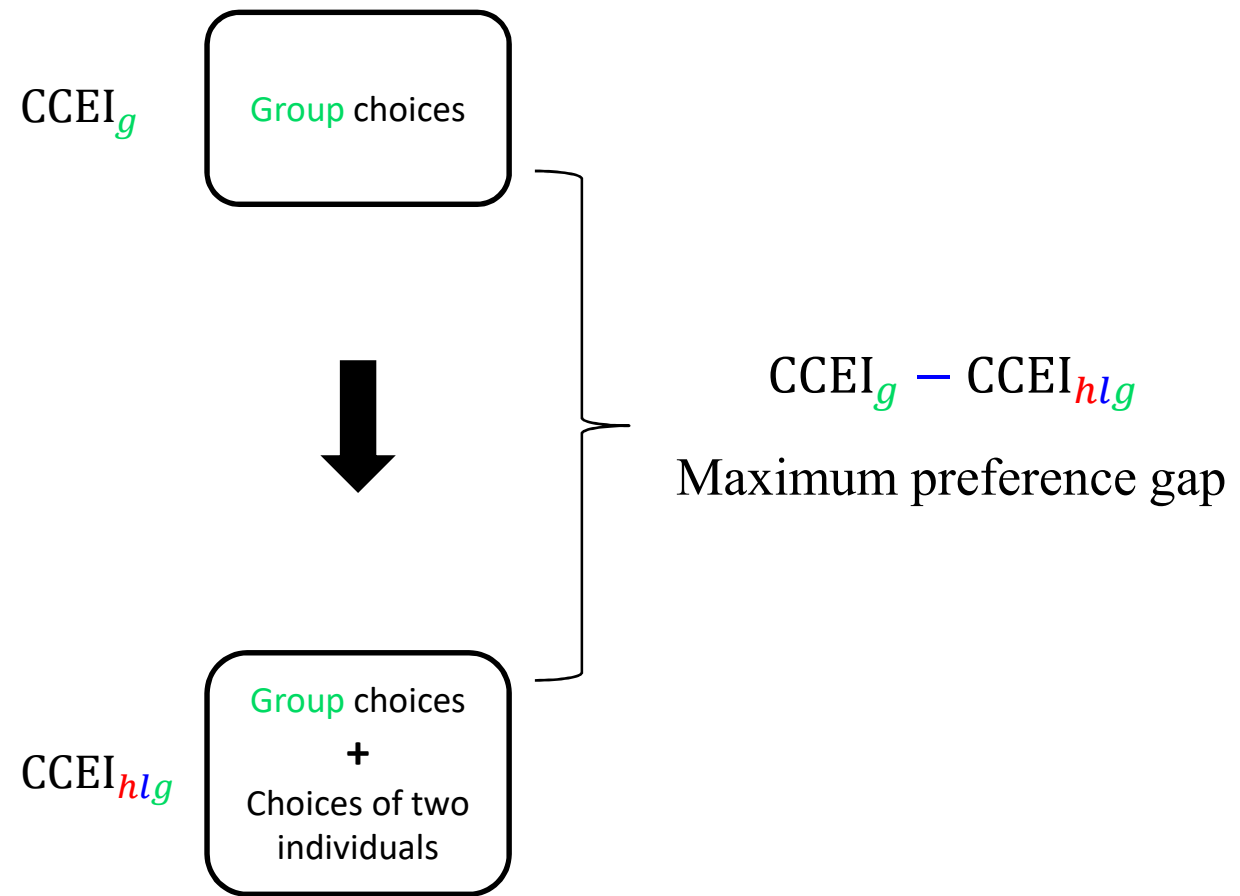 CCEI_g
Group choices
CCEI_g − CCEI_hlg
Maximum preference gap
CCEI_hlg
Group choices
+
Choices of two
individuals